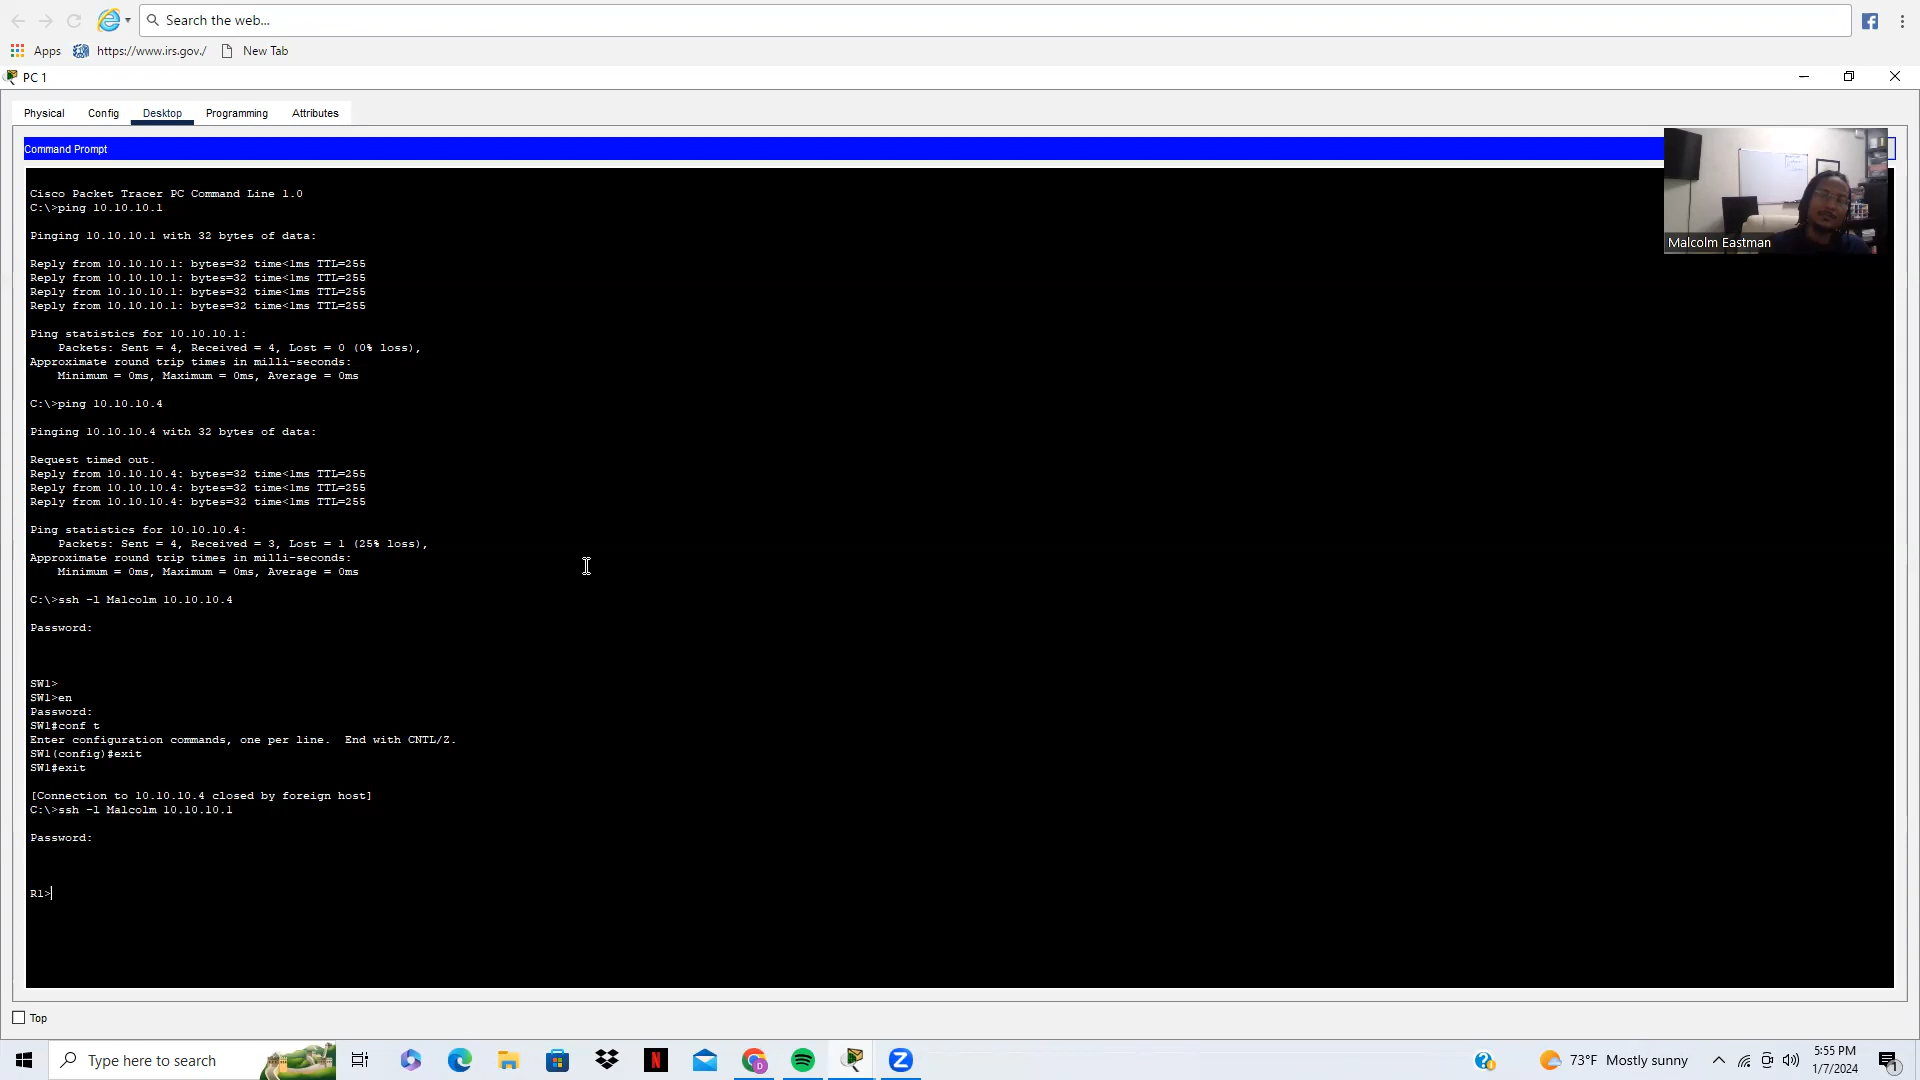 Search the web...
Apps https://www.irs.gov./ New Tab
PC 1
Physical Config Desktop Programming Attributes
Command Prompt
Malcolm Eastman
Cisco Packet Tracer PC Command Line 1.0
C:\>ping 10.10.10.1
Pinging 10.10.10.1 with 32 bytes of data:
Reply from 10.10.10.1: bytes=32 time<1ms TTL=255
Reply from 10.10.10.1: bytes=32 time<1ms TTL=255
Reply from 10.10.10.1: bytes=32 time<1ms TTL=255
Reply from 10.10.10.1: bytes=32 time<1ms TTL=255
Ping statistics for 10.10.10.1:
Packets: Sent = 4, Received = 4, Lost = 0 (0% loss),
Approximate round trip times in milli-seconds:
Minimum = 0ms, Maximum = 0ms, Average = 0ms
C:\>ping 10.10.10.4
Pinging 10.10.10.4 with 32 bytes of data:
Request timed out.
Reply from 10.10.10.4: bytes=32 time<1ms TTL=255
Reply from 10.10.10.4: bytes=32 time<1ms TTL=255
Reply from 10.10.10.4: bytes=32 time<1ms TTL=255
Ping statistics for 10.10.10.4:
Packets: Sent = 4, Received = 3, Lost = 1 (25% loss),
Approximate round trip times in milli-seconds:
Minimum = 0ms, Maximum = 0ms, Average = 0ms
C:\>ssh -l Malcolm 10.10.10.4
Password:
SW1>
SW1>en
Password:
SW1#conf t
Enter configuration commands, one per line. End with CNTL/Z.
SW1(config)#exit
SW1#exit
[Connection to 10.10.10.4 closed by foreign host]
C:\>ssh -l Malcolm 10.10.10.1
Password:
R1>
Top
Type here to search
73°F Mostly sunny
5:55 PM
1/7/2024